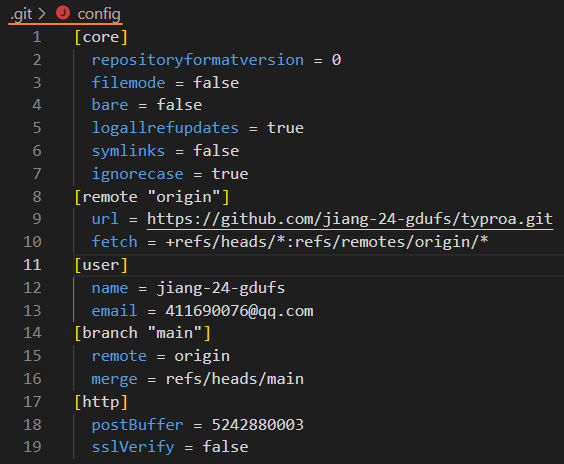 .git > config
1 [core]
2 repositoryformatversion = 0
3 filemode = false
4 bare = false
5 logallrefupdates = true
6 symlinks = false
7 ignorecase = true
8 [remote "origin"]
9 url = https://github.com/jiang-24-gdufs/typroa.git
10 fetch = +refs/heads/*:refs/remotes/origin/*
11 [user]
12 name = jiang-24-gdufs
13 email = 411690076@qq.com
14 [branch "main"]
15 remote = origin
16 merge = refs/heads/main
17 [http]
18 postBuffer = 5242880003
19 sslVerify = false